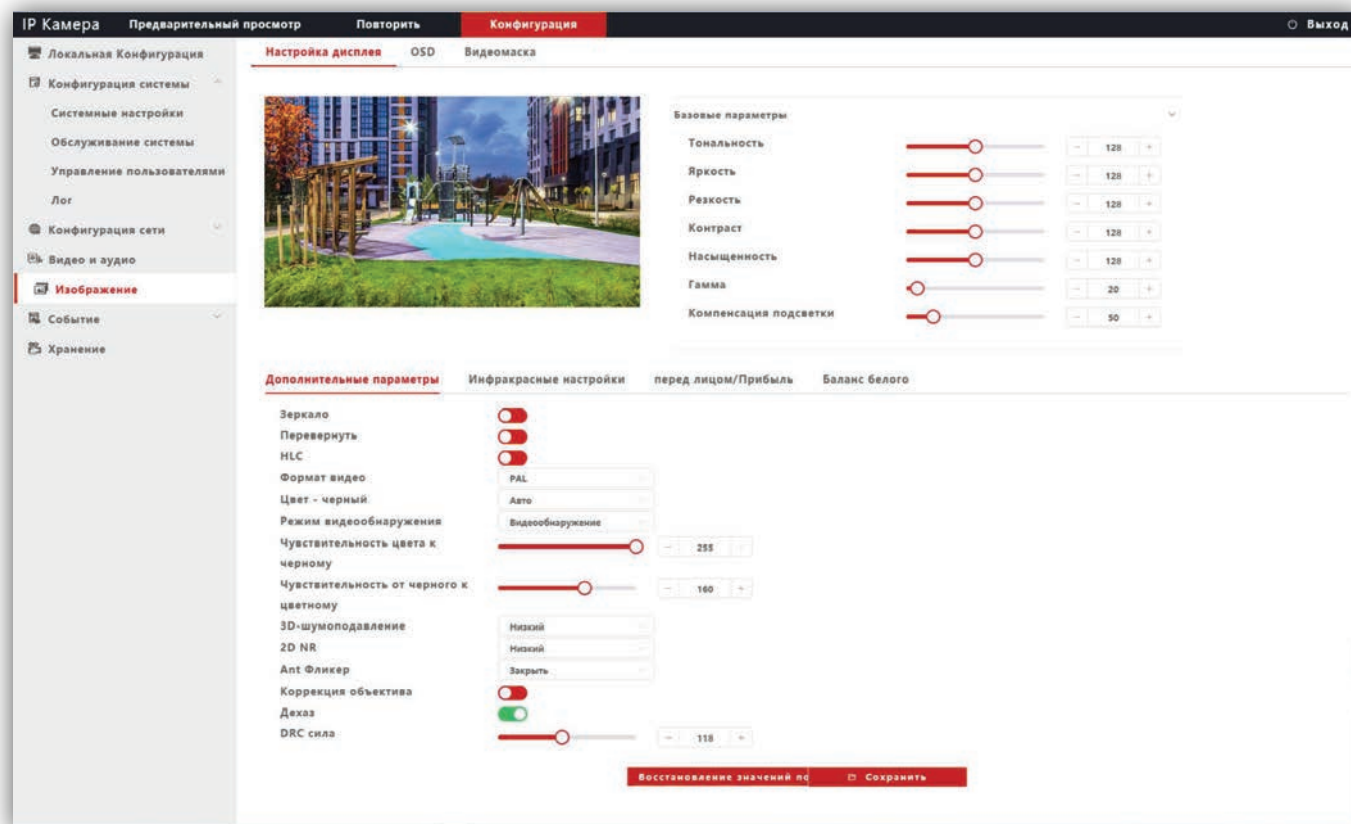 IP Камера Предварительный просмотр Повторить Конфигурация Выход
Локальная Конфигурация
Конфигурация системы
Системные настройки
Обслуживание системы
Управление пользователями
Лог
Конфигурация сети
Видео и аудио
Изображение
Событие
Хранение
Настройка дисплея OSD Видеомаска
Базовые параметры
Тональность 128
Яркость 128
Резкость 128
Контраст 128
Насыщенность 128
Гамма 20
Компенсация подсветки 50
Дополнительные параметры Инфракрасные настройки перед лицом/Прибыль Баланс белого
Зеркало
Перевернуть
HLC
Формат видео PAL
Цвет - черный Авто
Режим видеообнаружения Видеообнаружение
Чувствительность цвета к
черному 255
Чувствительность от черного к
цветному 160
3D-шумоподавление Низкий
2D NR Низкий
Ant Фликер Закрыть
Коррекция объектива
Дехаз
DRC сила 118
Восстановление значений по Сохранить